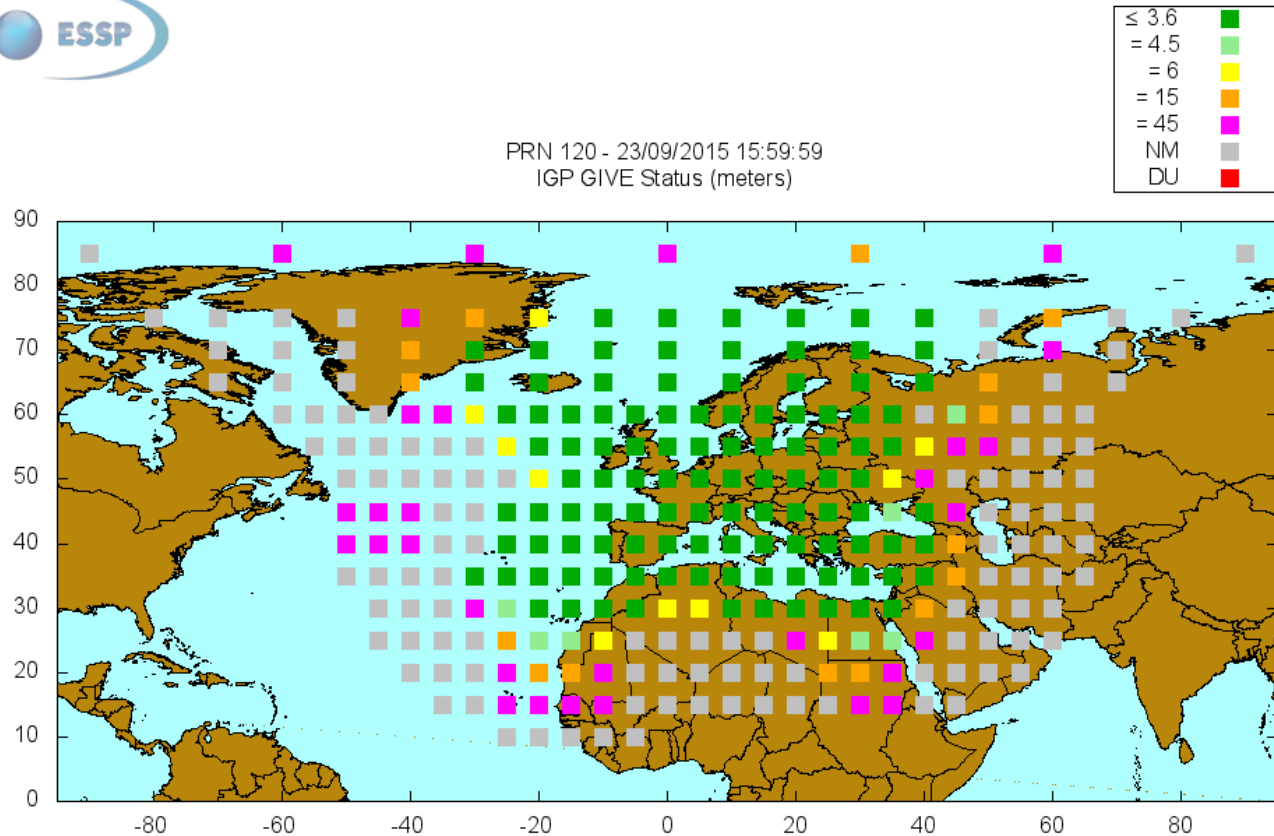 ESSP
≤ 3.6
= 4.5
= 6
= 15
= 45
NM
DU
PRN 120 - 23/09/2015 15:59:59
IGP GIVE Status (meters)
90
80
70
60
50
40
30
20
10
0
-80 -60 -40 -20 0 20 40 60 80